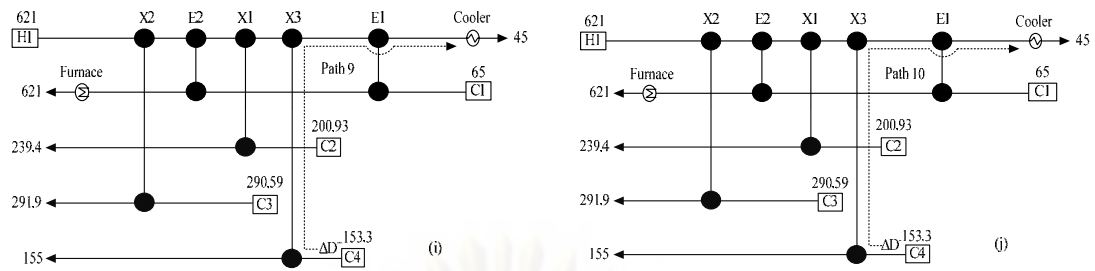 621 X2 E2 X1 X3 E1 Cooler
H1 45
Furnace Path 9 65
621 C1
200.93
239.4 C2
290.59
291.9 C3
ΔD 153.3 (i)
155 C4
621 X2 E2 X1 X3 E1 Cooler
H1 45
Furnace Path 10 65
621 C1
200.93
239.4 C2
290.59
291.9 C3
ΔD 153.3 (j)
155 C4